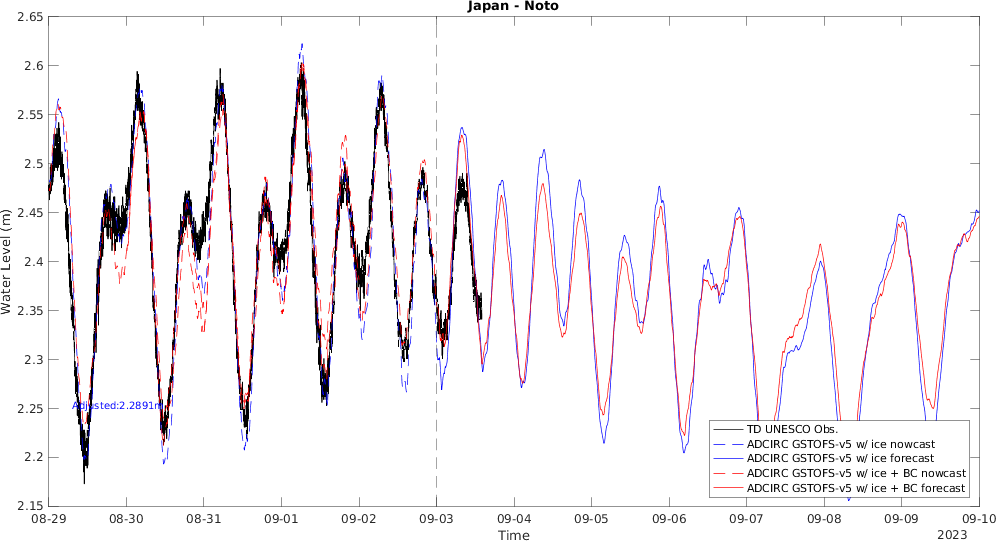 Japan - Noto
2.65
2.6
2.55
2.5
2.45
2.4
2.35
2.3
2.25
2.2
2.15
Water Level (m)
Adjusted:2.2891m
TD UNESCO Obs.
ADCIRC GSTOFS-v5 w/ ice nowcast
ADCIRC GSTOFS-v5 w/ ice forecast
ADCIRC GSTOFS-v5 w/ ice + BC nowcast
ADCIRC GSTOFS-v5 w/ ice + BC forecast
08-29 08-30 08-31 09-01 09-02 09-03 09-04 09-05 09-06 09-07 09-08 09-09 09-10
Time
2023